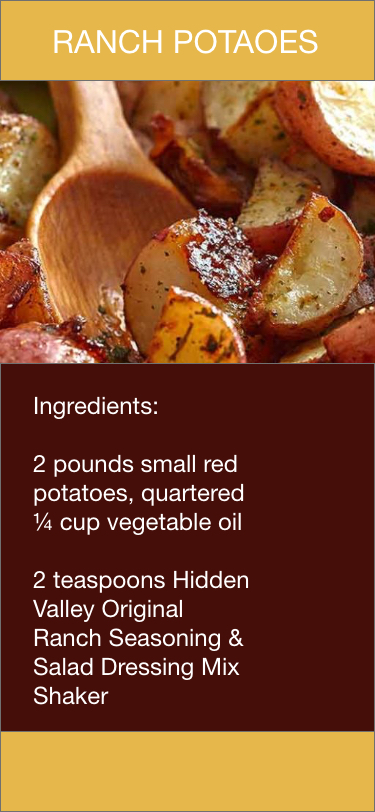 RANCH POTAOES
Ingredients:
2 pounds small red
potatoes, quartered
¼ cup vegetable oil
2 teaspoons Hidden
Valley Original
Ranch Seasoning &
Salad Dressing Mix
Shaker